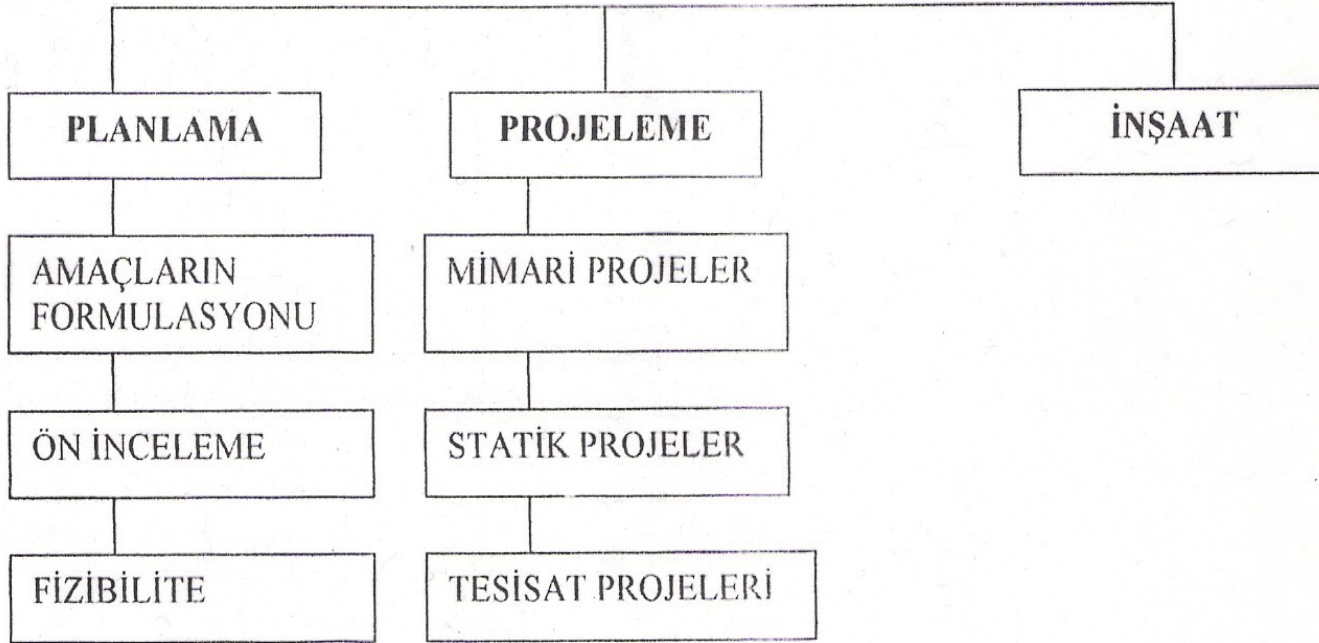 PLANLAMA
AMAÇLARIN
FORMULASYONU
ÖN İNCELEME
FİZİBİLİTE
PROJELEME
MİMARİ PROJELER
STATİK PROJELER
TESİSAT PROJELERİ
İNŞAAT